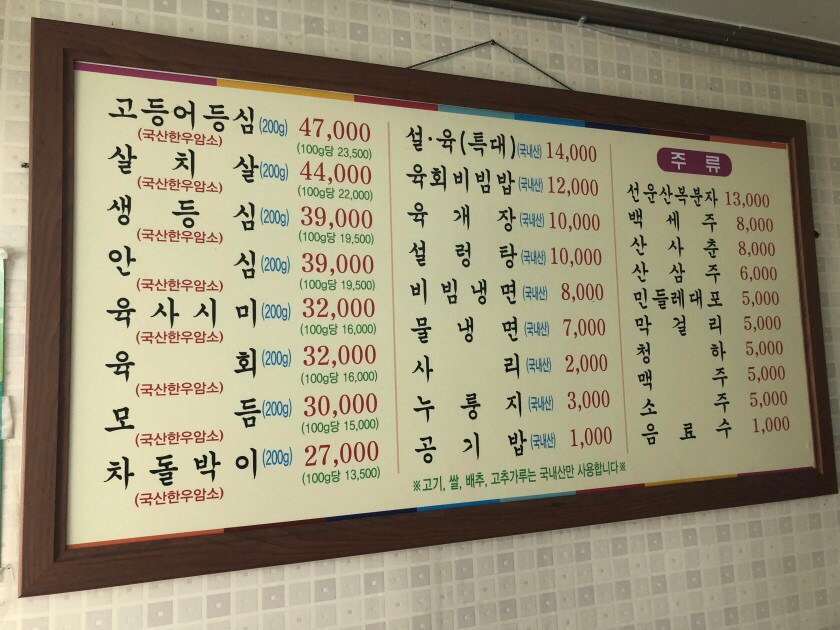 고등어등심(200g) 47,000
(국산한우암소) (100g당 23,500)
살치살(200g) 44,000
(국산한우암소) (100g당 22,000)
생등심(200g) 39,000
(국산한우암소) (100g당 19,500)
안심(200g) 39,000
(국산한우암소) (100g당 19,500)
육사시미(200g) 32,000
(국산한우암소) (100g당 16,000)
육회(200g) 32,000
(국산한우암소) (100g당 16,000)
모듬(200g) 30,000
(국산한우암소) (100g당 15,000)
차돌박이(200g) 27,000
(국산한우암소) (100g당 13,500)
설·육(특대)(국내산) 14,000
육회비빔밥(국내산) 12,000
육개장(국내산) 10,000
설렁탕(국내산) 10,000
비빔냉면(국내산) 8,000
물냉면(국내산) 7,000
사리(국내산) 2,000
누룽지(국내산) 3,000
공기밥(국내산) 1,000
※고기, 쌀, 배추, 고추가루는 국내산만 사용합니다※
주류
선운산복분자 13,000
백세주 8,000
산사춘 8,000
산삼주 6,000
민들레대포 5,000
막걸리 5,000
청하 5,000
맥주 5,000
소주 5,000
음료수 1,000